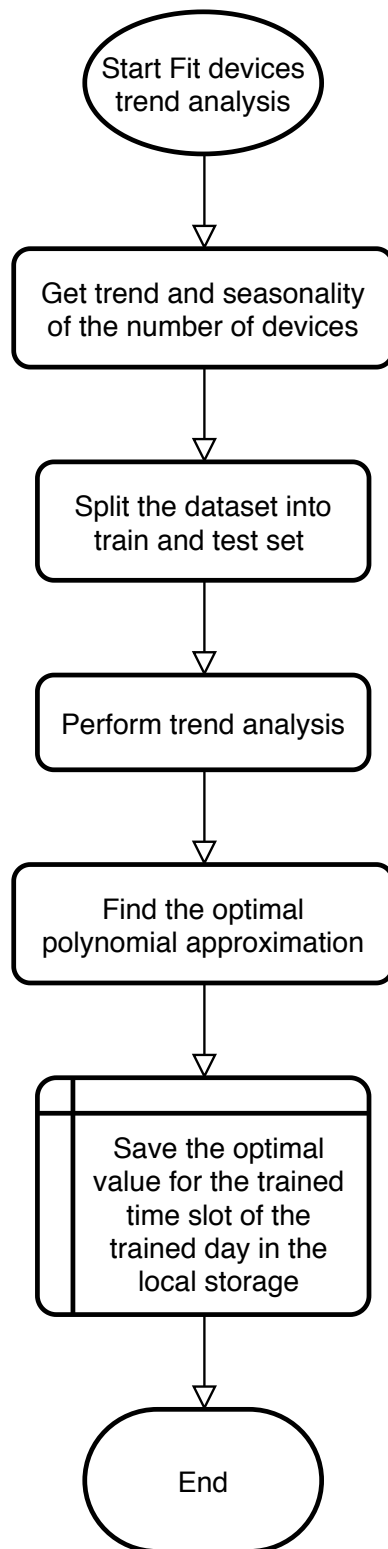 Start Fit devices
trend analysis
Get trend and seasonality
of the number of devices
Split the dataset into
train and test set
Perform trend analysis
Find the optimal
polynomial approximation
Save the optimal
value for the trained
time slot of the
trained day in the
local storage
End